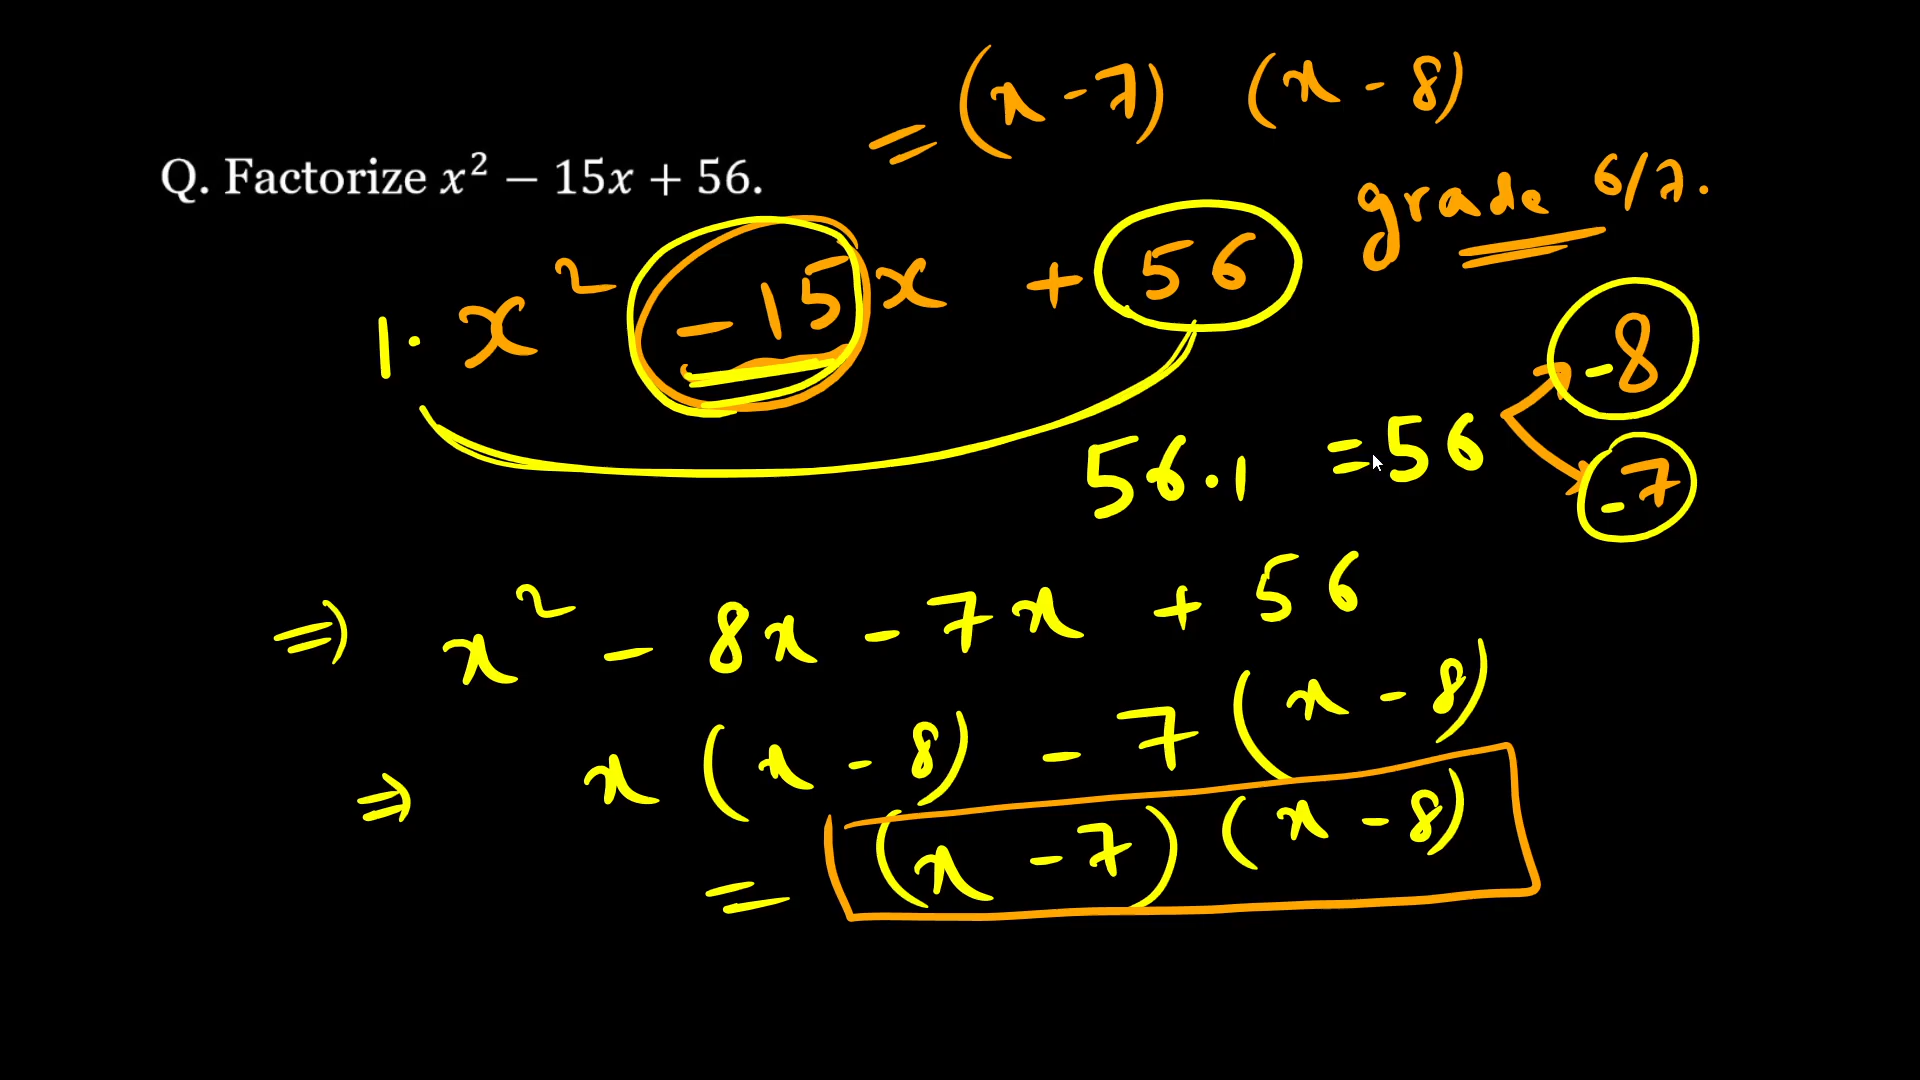 = (x - 7) (x - 8)
Q. Factorize x² − 15x + 56.
grade 6/7.
1 · x² - 15x + 56
56 · 1 = 56
- 8
- 7
⇒ x² - 8x - 7x + 56
⇒ x (x - 8) - 7 (x - 8)
= (x - 7) (x - 8)